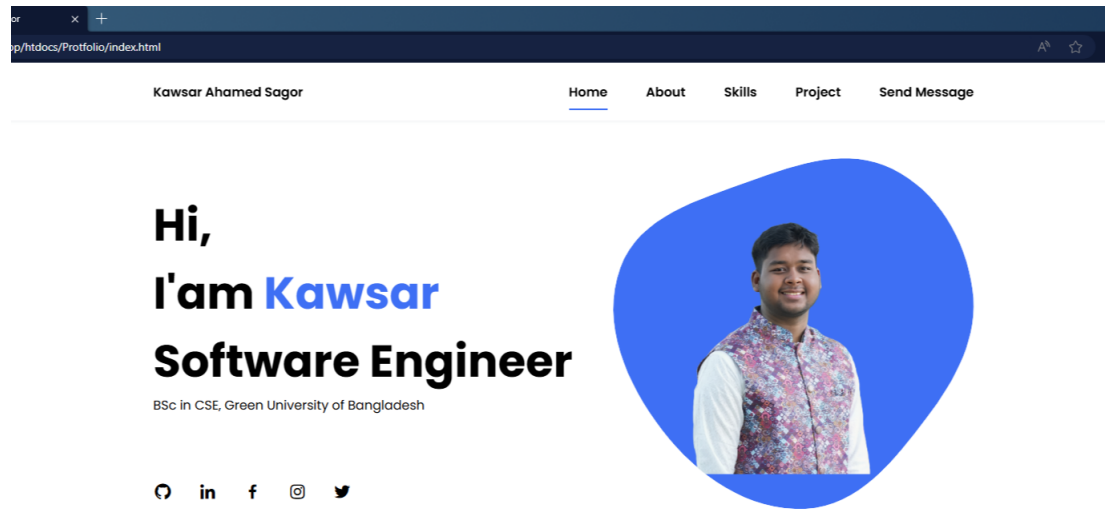 or
op/htdocs/Protfolio/index.html
Kawsar Ahamed Sagor Home About Skills Project Send Message
Hi,
I'am Kawsar
Software Engineer
BSc in CSE, Green University of Bangladesh